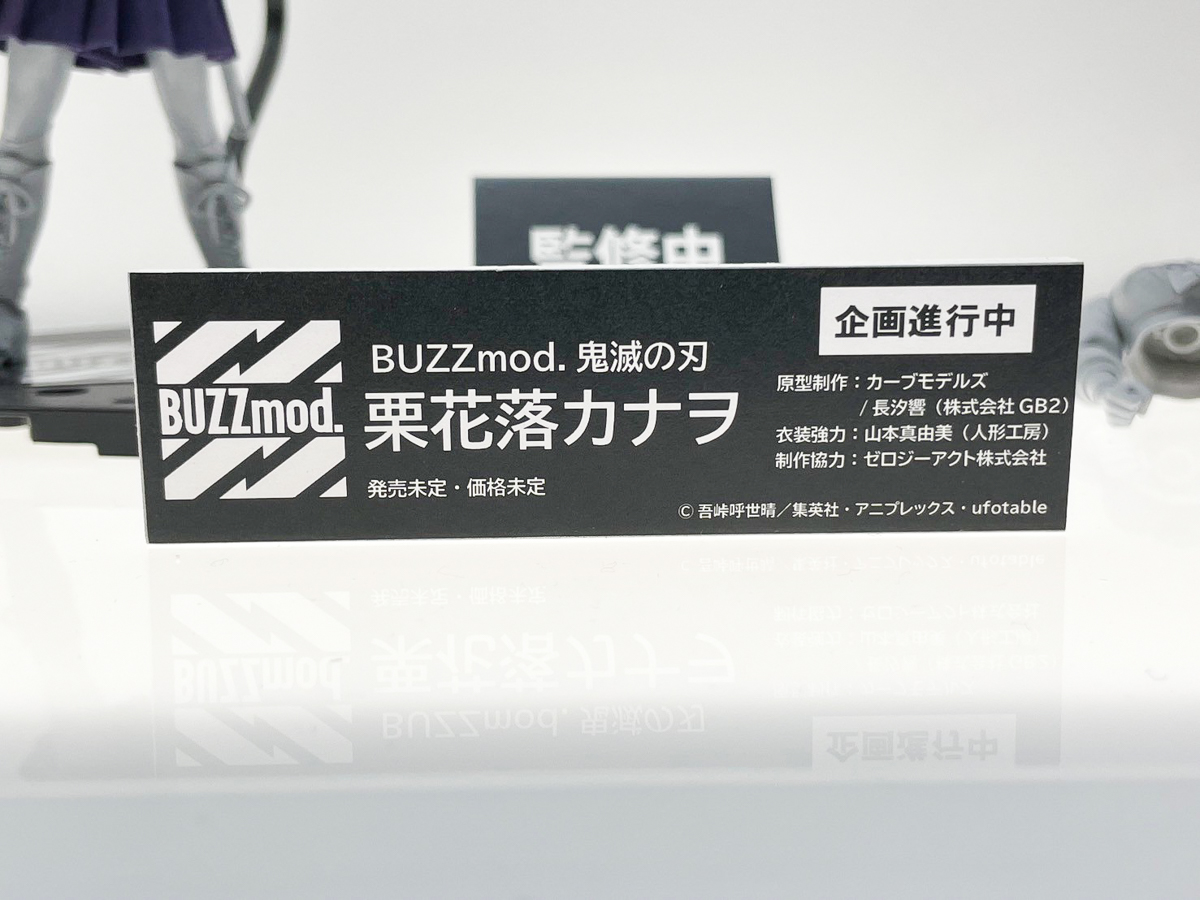 監修中
企画進行中
BUZZmod.
BUZZmod. 鬼滅の刃
栗花落カナヲ
発売未定・価格未定
原型制作：カーブモデルズ
/ 長汐響（株式会社 GB2）
衣装強力：山本真由美（人形工房）
制作協力：ゼロジーアクト株式会社
© 吾峠呼世晴／集英社・アニプレックス・ufotable